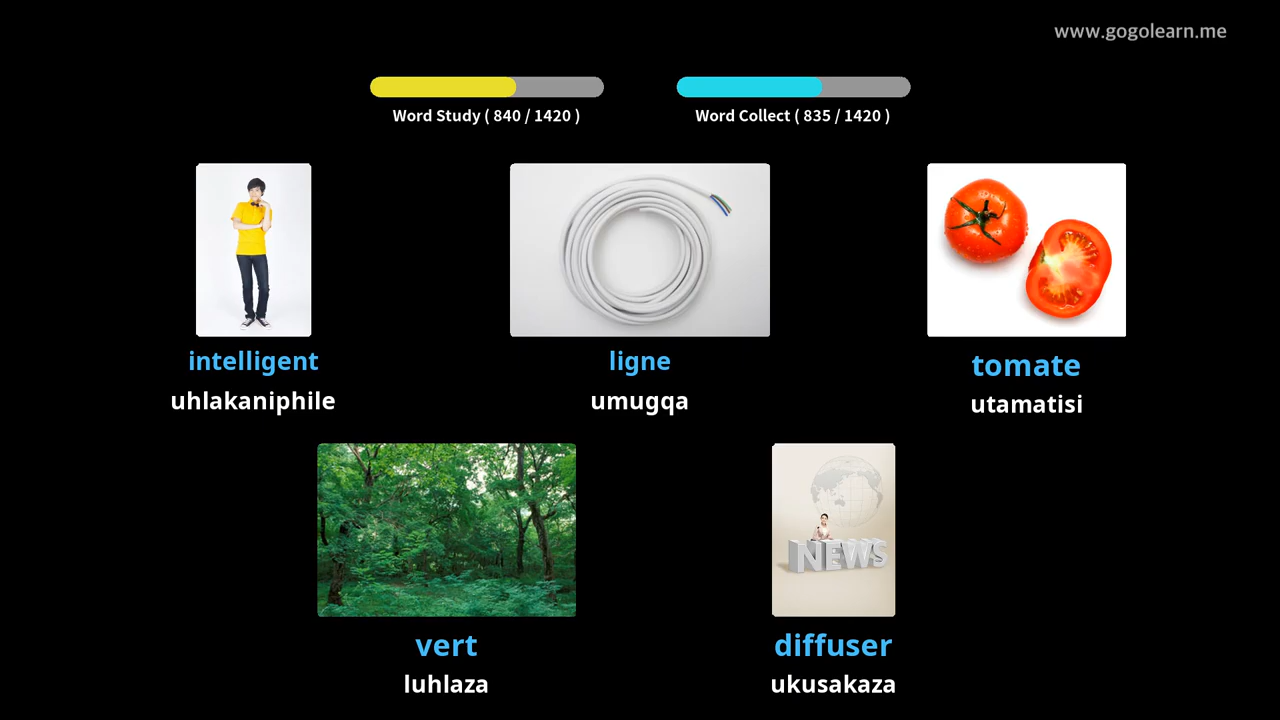 www.gogolearn.me
Word Study ( 840 / 1420 )
Word Collect ( 835 / 1420 )
intelligent
uhlakaniphile
ligne
umugqa
tomate
utamatisi
NEWS
vert
luhlaza
diffuser
ukusakaza